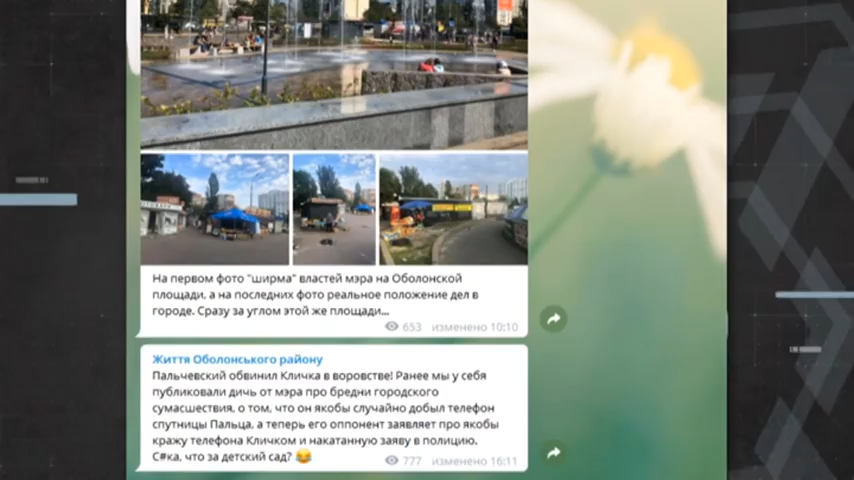 На первом фото "ширма" властей мэра на Оболонской
площади, а на последних фото реальное положение дел в
городе. Сразу за углом этой же площади...
653 изменено 10:10
Життя Оболонського району
Пальчевский обвинил Кличка в воровстве! Ранее мы у себя
публиковали дичь от мэра про бредни городского
сумасшествия, о том, что он якобы случайно добыл телефон
спутницы Пальца, а теперь его оппонент заявляет про якобы
кражу телефона Кличком и накатанную заяву в полицию.
С#ка, что за детский сад? 😂
777 изменено 16:11